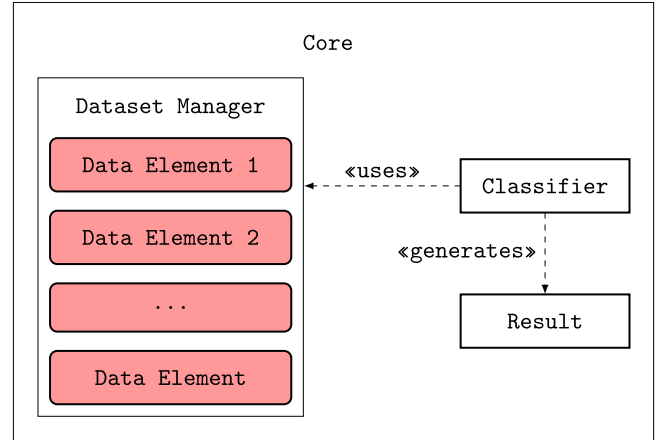 Core
Dataset Manager
Data Element 1
«uses»
Classifier
Data Element 2
«generates»
...
Result
Data Element